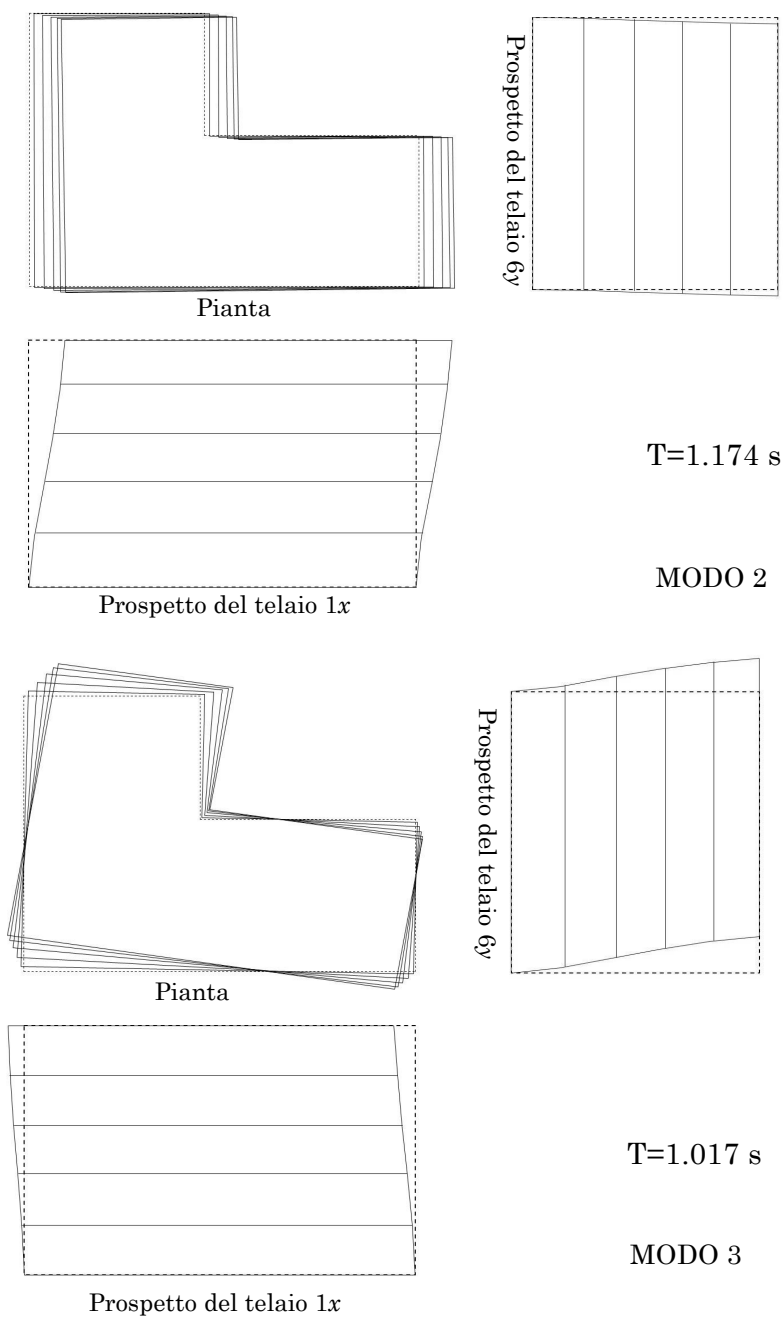 Pianta
Prospetto del telaio 6y
Prospetto del telaio 1x
T=1.174 s
MODO 2
Pianta
Prospetto del telaio 6y
Prospetto del telaio 1x
T=1.017 s
MODO 3